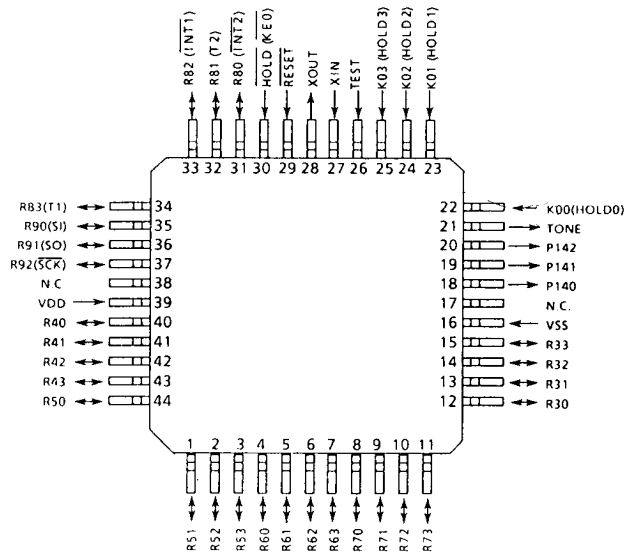 R82 (INT1)
R81 (T2)
R80 (INT2)
HOLD (KE0)
RESET
XOUT
XIN
TEST
K03 (HOLD3)
K02 (HOLD2)
K01 (HOLD1)
33 32 31 30 29 28 27 26 25 24 23
R83(T1) 34
R90(SI) 35
R91(SO) 36
R92(SCK) 37
N.C 38
VDD 39
R40 40
R41 41
R42 42
R43 43
R50 44
22 K00(HOLD0)
21 TONE
20 P142
19 P141
18 P140
17 N.C.
16 VSS
15 R33
14 R32
13 R31
12 R30
1 2 3 4 5 6 7 8 9 10 11
R51
R52
R53
R60
R61
R62
R63
R70
R71
R72
R73